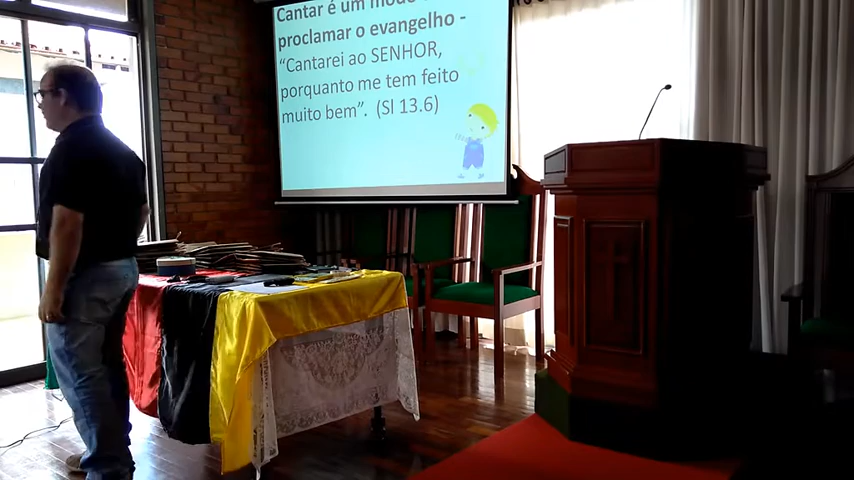 Cantar é um modo
proclamar o evangelho -
“Cantarei ao SENHOR,
porquanto me tem feito
muito bem”. (Sl 13.6)